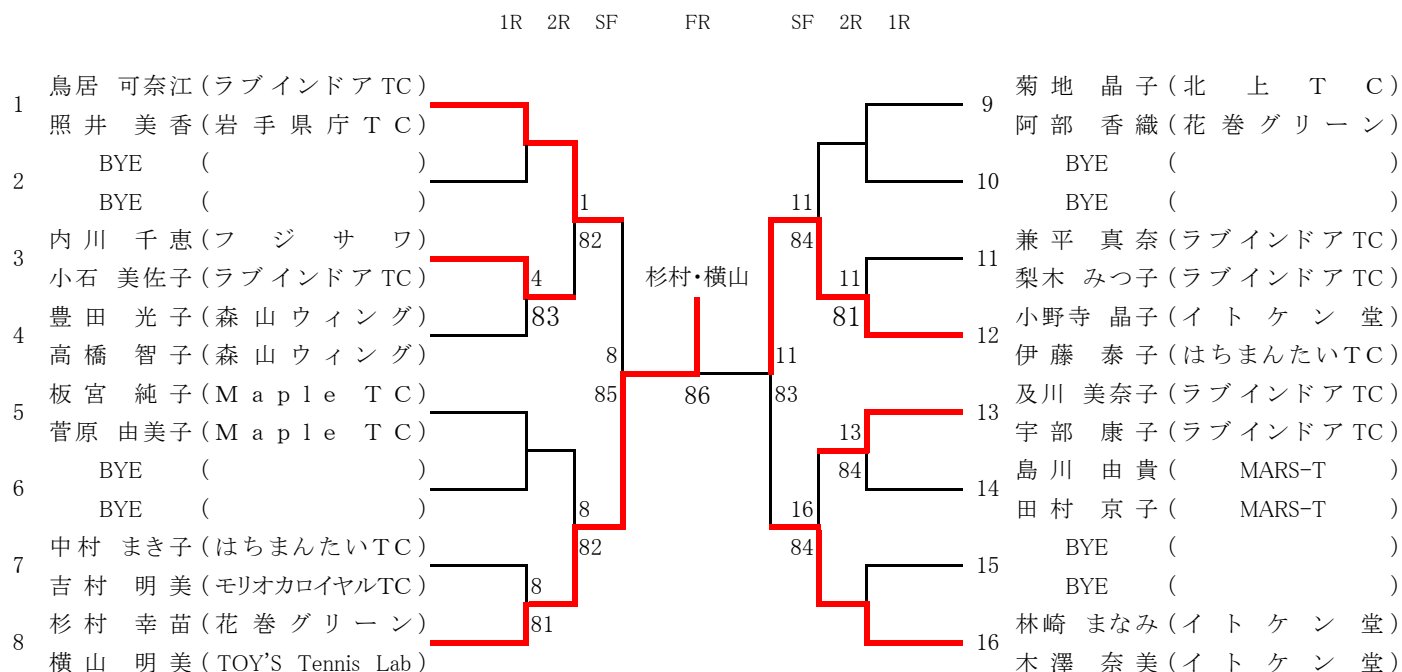 1R 2R SF FR SF 2R 1R
1 鳥居 可奈江(ラブインドアTC)
照井 美香(岩手県庁TC)
2 BYE ( )
BYE ( )
3 内川 千恵(フジサワ)
小石 美佐子(ラブインドアTC)
4 豊田 光子(森山ウィング)
高橋 智子(森山ウィング)
5 板宮 純子(Maple TC)
菅原 由美子(Maple TC)
6 BYE ( )
BYE ( )
7 中村 まき子(はちまんたいTC)
吉村 明美(モリオカロイヤルTC)
8 杉村 幸苗(花巻グリーン)
横山 明美(TOY'S Tennis Lab)
1
82
4
83
8
85
8
82
8
81
杉村・横山
86
11
84
11
81
11
83
13
84
16
84
9 菊地 晶子(北上TC)
阿部 香織(花巻グリーン)
10 BYE ( )
BYE ( )
11 兼平 真奈(ラブインドアTC)
梨木 みつ子(ラブインドアTC)
12 小野寺 晶子(イトケン堂)
伊藤 泰子(はちまんたいTC)
13 及川 美奈子(ラブインドアTC)
宇部 康子(ラブインドアTC)
14 島川 由貴(MARS-T)
田村 京子(MARS-T)
15 BYE ( )
BYE ( )
16 林崎 まなみ(イトケン堂)
木澤 奈美(イトケン堂)